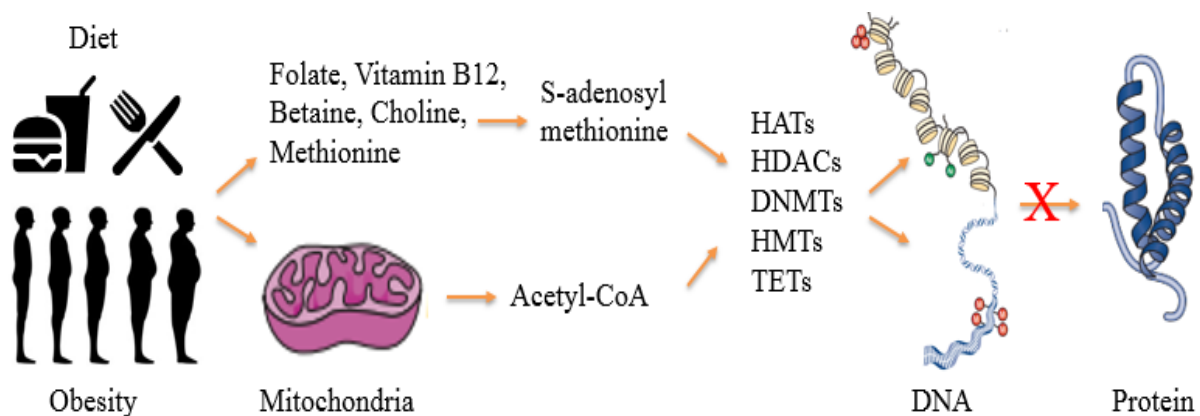 Diet
Folate, Vitamin B12,
Betaine, Choline,
Methionine
S-adenosyl
methionine
HATs
HDACs
DNMTs
HMTs
TETs
X
Acetyl-CoA
Obesity
Mitochondria
DNA
Protein